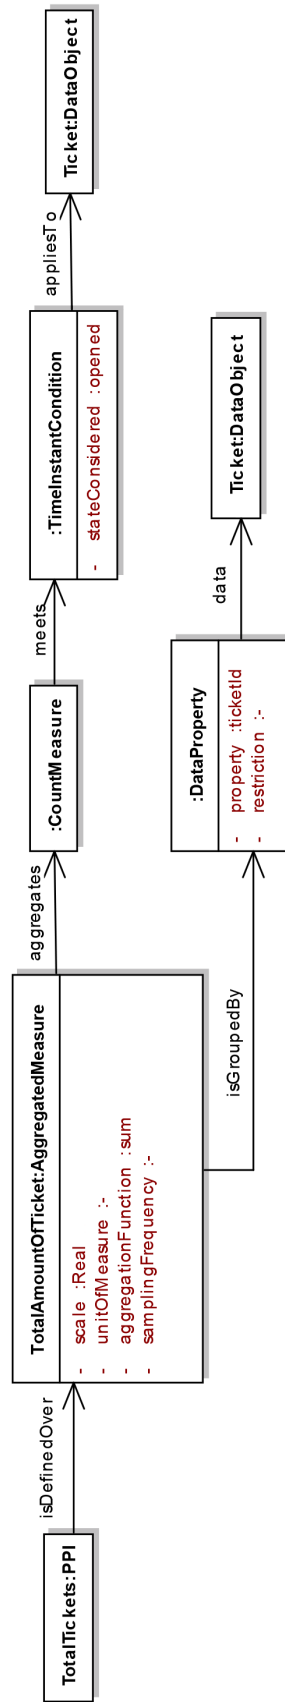 TotalTickets:PPI
isDefinedOver
TotalAmountOfTicket:AggregatedMeasure
- scale :Real
- unitOfMeasure :-
- aggregationFunction :sum
- samplingFrequency :-
aggregates
:CountMeasure
meets
:TimeInstantCondition
- stateConsidered :opened
appliesTo
Ticket:DataObject
isGroupedBy
:DataProperty
- property :ticketId
- restriction :-
data
Ticket:DataObject